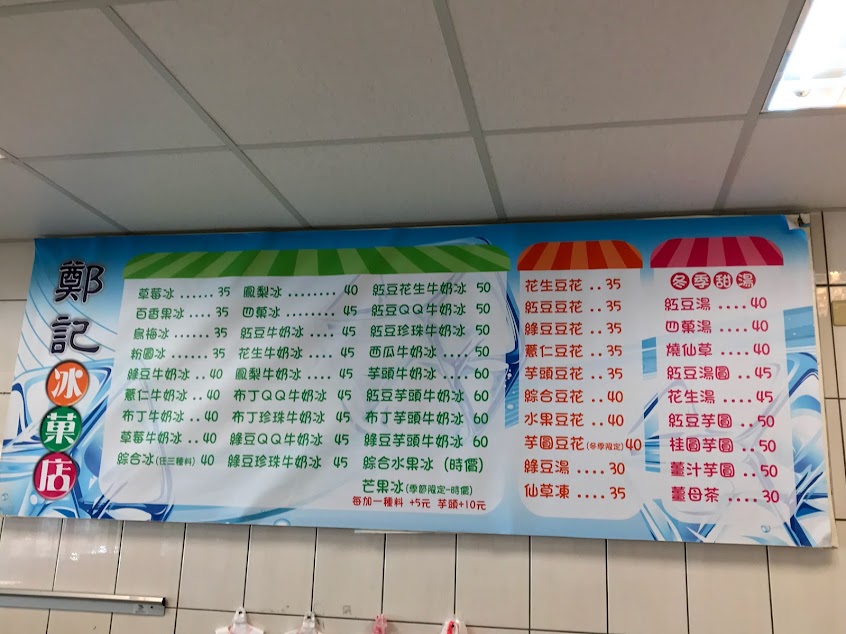 鄭記冰菓店
草莓冰 ...... 35
百香果冰 .... 35
烏梅冰 ...... 35
粉圓冰 ...... 35
綠豆牛奶冰 .. 40
薏仁牛奶冰 .. 40
布丁牛奶冰 .. 40
草莓牛奶冰 .. 40
綜合冰(任三種料) 40
鳳梨冰 ........ 40
四菓冰 ........ 45
紅豆牛奶冰 .... 45
花生牛奶冰 .... 45
鳳梨牛奶冰 .... 45
布丁QQ牛奶冰 45
布丁珍珠牛奶冰 45
綠豆QQ牛奶冰 45
綠豆珍珠牛奶冰 45
紅豆花生牛奶冰 50
紅豆QQ牛奶冰 50
紅豆珍珠牛奶冰 50
西瓜牛奶冰 .... 50
芋頭牛奶冰 .... 60
紅豆芋頭牛奶冰 60
布丁芋頭牛奶冰 60
綠豆芋頭牛奶冰 60
綜合水果冰 (時價)
芒果冰(季節限定-時價)
每加一種料 +5元 芋頭+10元
花生豆花 .. 35
紅豆豆花 .. 35
綠豆豆花 .. 35
薏仁豆花 .. 35
芋頭豆花 .. 35
綜合豆花 .. 40
水果豆花 .. 40
芋圓豆花(冬季限定) 40
綠豆湯 .... 30
仙草凍 .... 35
冬季甜湯
紅豆湯 .... 40
四菓湯 .... 40
燒仙草 .... 40
紅豆湯圓 .. 45
花生湯 .... 45
紅豆芋圓 .. 50
桂圓芋圓 .. 50
薑汁芋圓 .. 50
薑母茶 .... 30